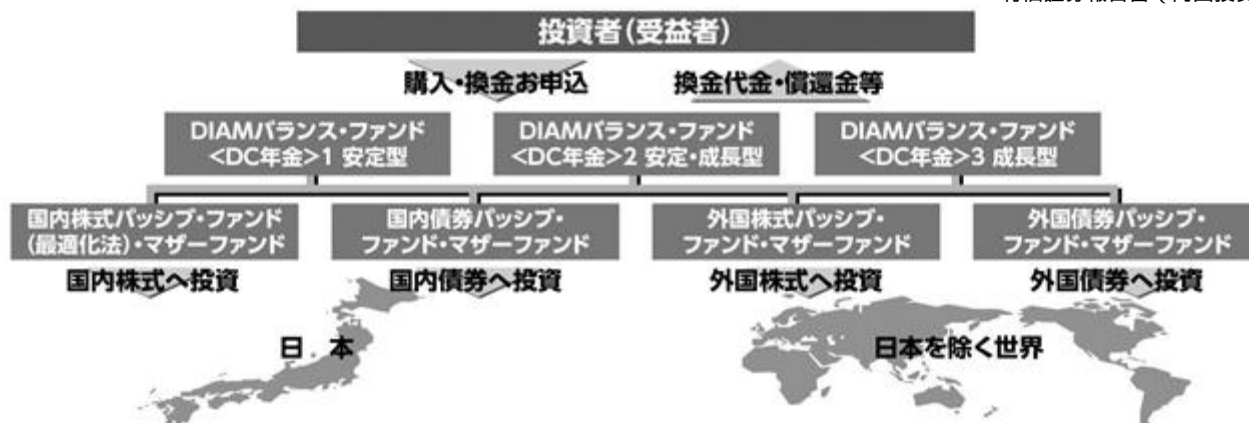 投資者(受益者)
購入・換金お申込
換金代金・償還金等
DIAMバランス・ファンド
<DC年金>1 安定型
DIAMバランス・ファンド
<DC年金>2 安定・成長型
DIAMバランス・ファンド
<DC年金>3 成長型
国内株式パッシブ・ファンド
(最適化法)・マザーファンド
国内債券パッシブ・
ファンド・マザーファンド
外国株式パッシブ・
ファンド・マザーファンド
外国債券パッシブ・
ファンド・マザーファンド
国内株式へ投資
国内債券へ投資
外国株式へ投資
外国債券へ投資
日 本
日本を除く世界